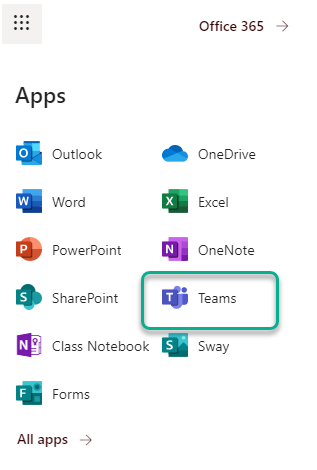 Office 365
Apps
Outlook OneDrive
Word Excel
PowerPoint OneNote
SharePoint Teams
Class Notebook Sway
Forms
All apps